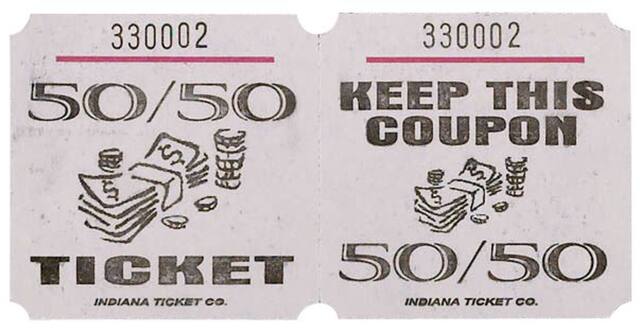 330002
50/50
TICKET
INDIANA TICKET CO.
330002
KEEP THIS
COUPON
50/50
INDIANA TICKET CO.